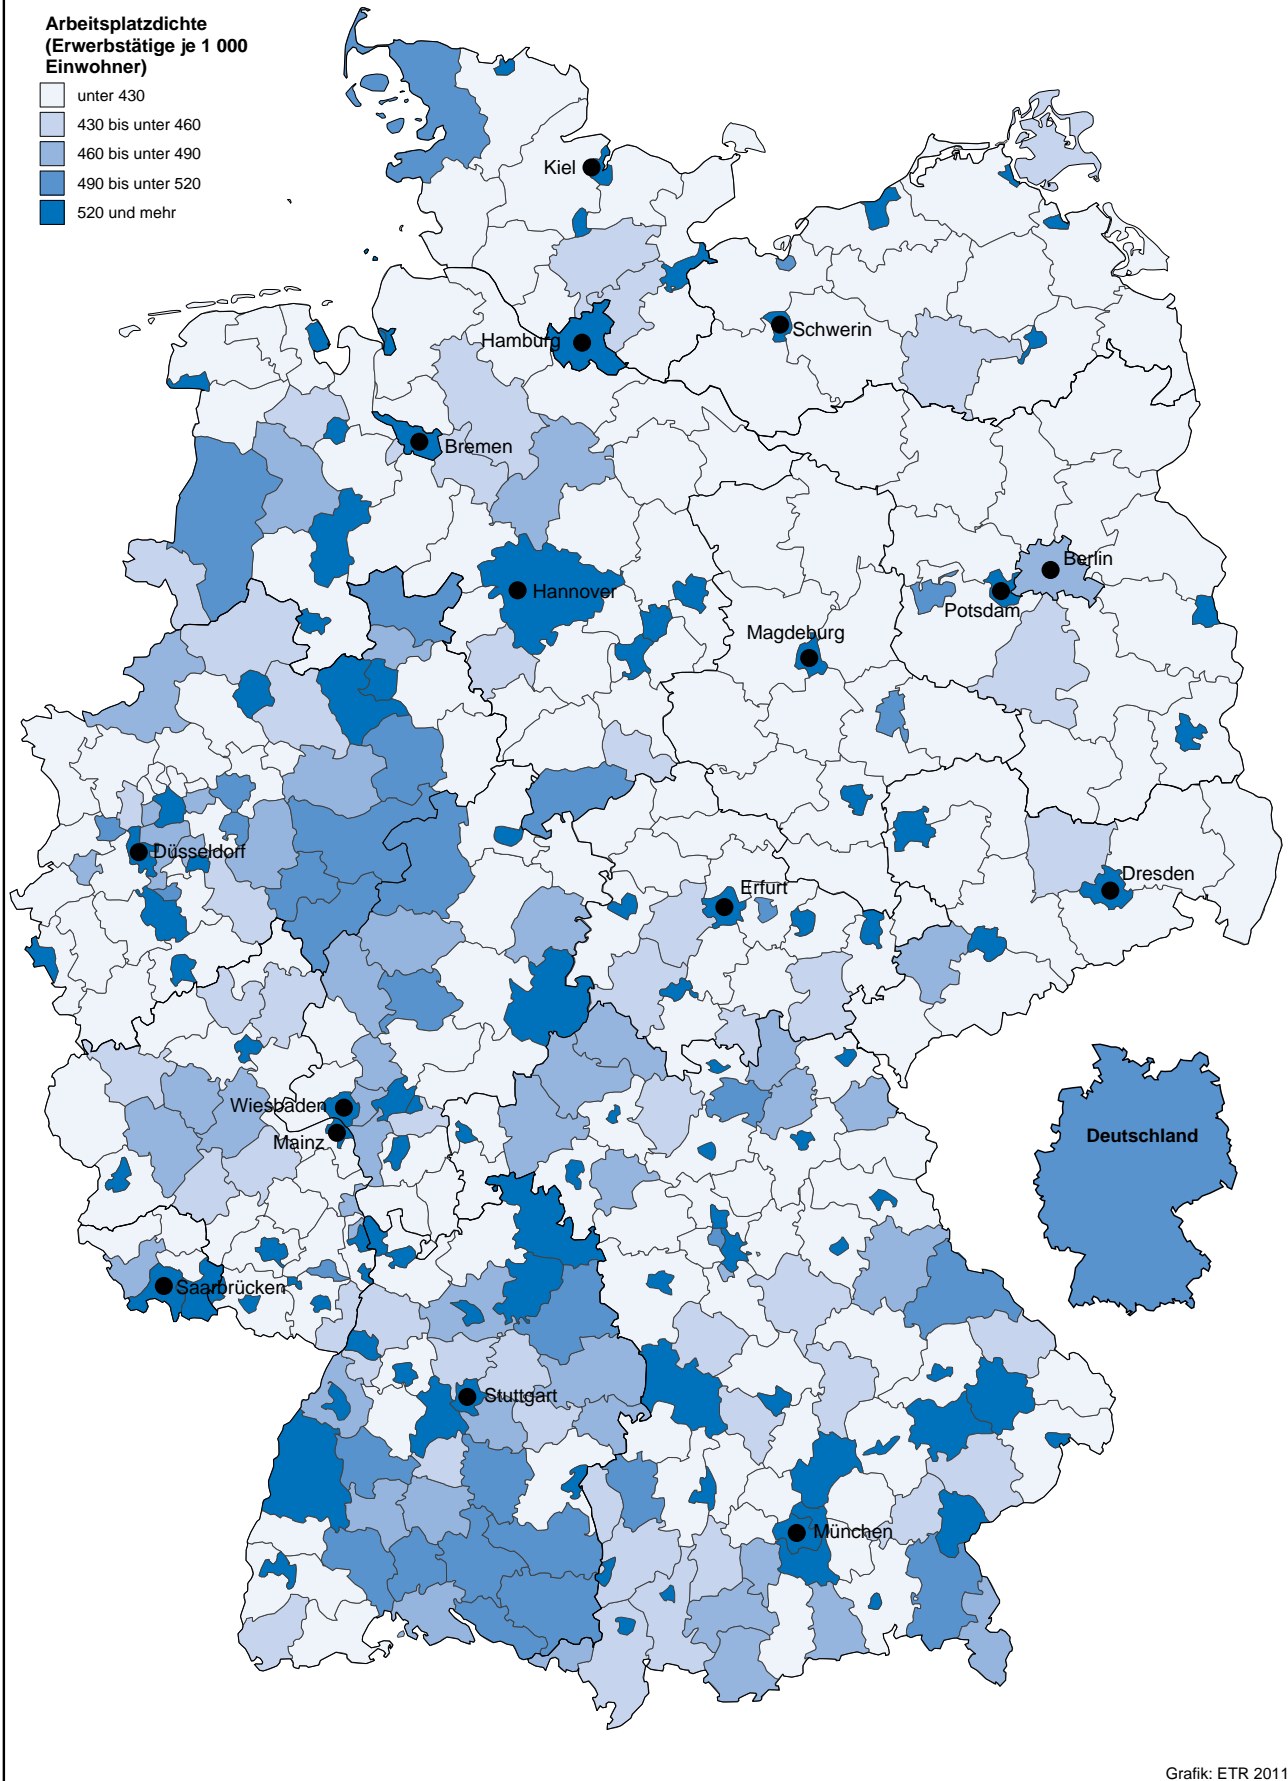 Arbeitsplatzdichte
(Erwerbstätige je 1 000
Einwohner)
unter 430
430 bis unter 460
460 bis unter 490
490 bis unter 520
520 und mehr
Kiel
Schwerin
Hamburg
Bremen
Berlin
Hannover
Potsdam
Magdeburg
Düsseldorf
Dresden
Erfurt
Wiesbaden
Mainz
Deutschland
Saarbrücken
Stuttgart
München
Grafik: ETR 2011